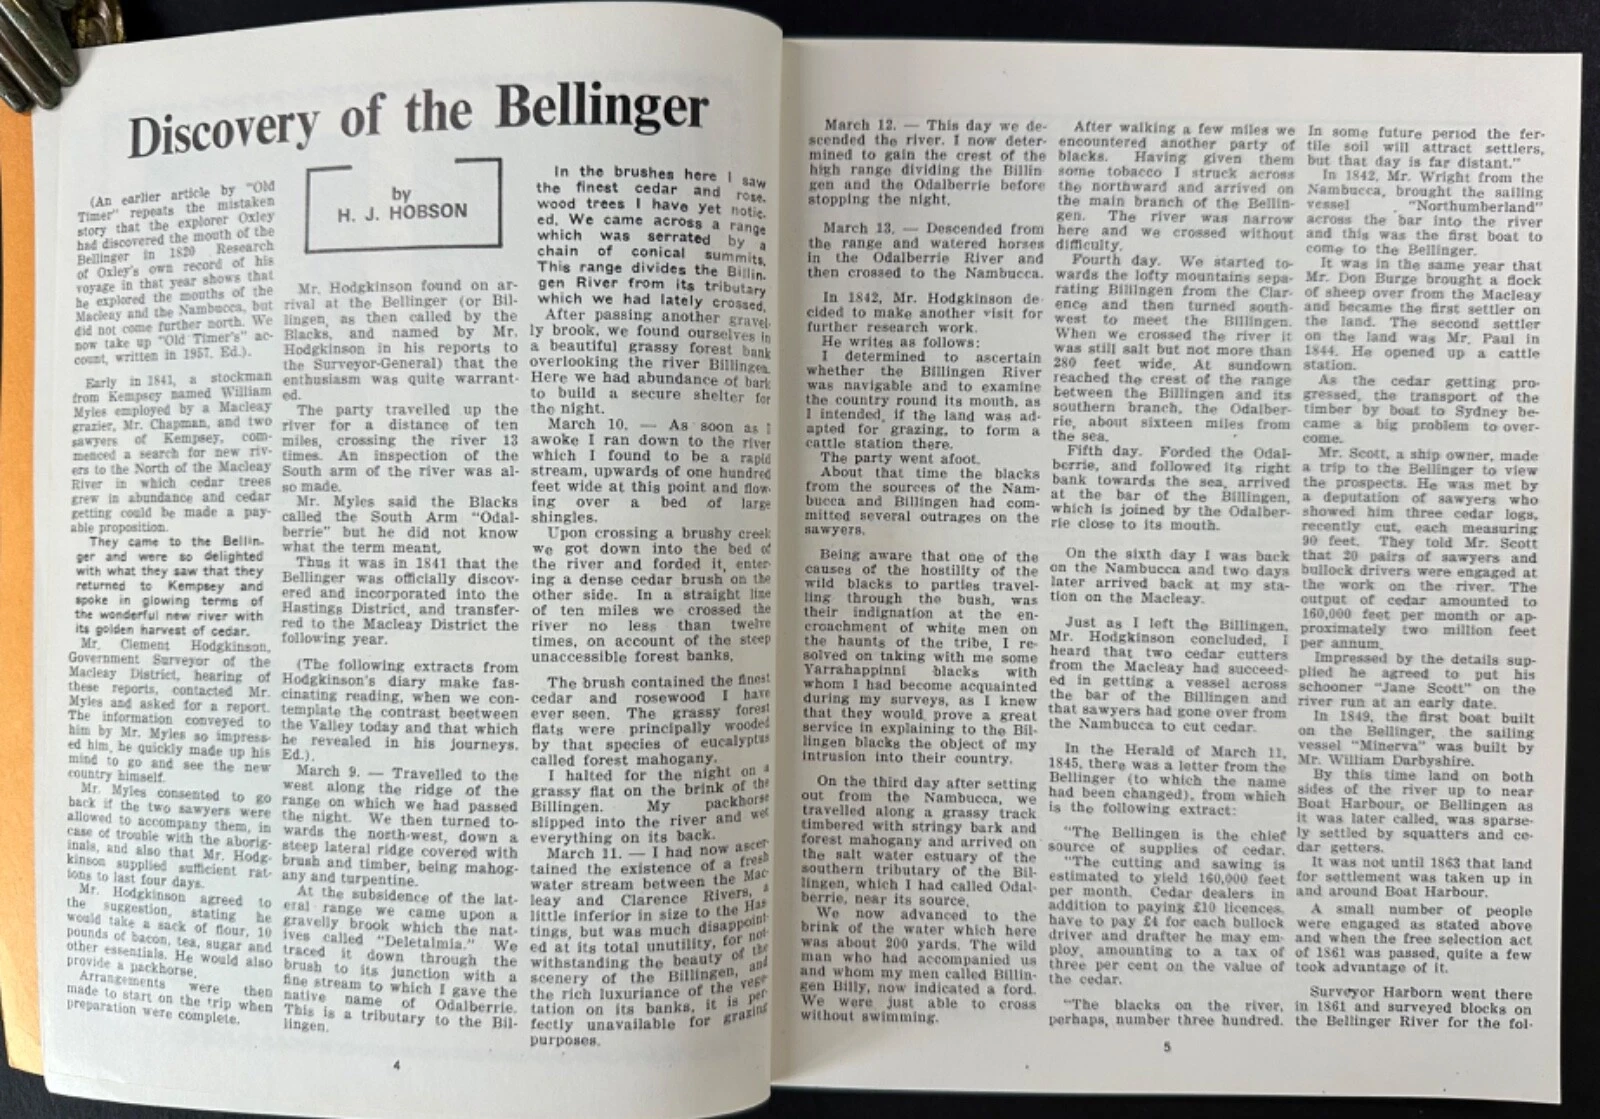 Discovery of the Bellinger
by
H. J. HOBSON
(An earlier article by "Old
Timer" repeats the mistaken
story that the explorer Oxley
had discovered the mouth of the
Bellinger in 1820 Research
of Oxley's own record of his
voyage in that year shows that
he explored the mouths of the
Macleay and the Nambucca, but
did not come further north. We
now take up "Old Timer's" ac-
count, written in 1957, Ed.).
Early in 1841, a stockman
from Kempsey named William
Myles employed by a Macleay
grazier, Mr. Chapman, and two
sawyers of Kempsey, com-
menced a search for new riv-
ers to the North of the Macleay
River in which cedar trees
grew in abundance and cedar
getting could be made a pay-
able proposition.
They came to the Bellin-
ger and were so delighted
with what they saw that they
returned to Kempsey and
spoke in glowing terms of
the wonderful new river with
its golden harvest of cedar.
Mr. Clement Hodgkinson,
Government Surveyor of the
Macleay District, hearing of
these reports, contacted Mr.
Myles and asked for a report.
The information conveyed to
him by Mr. Myles so impress-
ed him, he quickly made up his
mind to go and see the new
country himself.
Mr. Myles consented to go
back if the two sawyers were
allowed to accompany them, in
case of trouble with the aborig-
inals, and also that Mr. Hodg-
kinson supplied sufficient rat-
ions to last four days.
Mr. Hodgkinson agreed to
the suggestion, stating he
would take a sack of flour, 10
pounds of bacon, tea, sugar and
other essentials. He would also
provide a packhorse.
Arrangements were then
made to start on the trip when
preparation were complete.
Mr. Hodgkinson found on ar-
rival at the Bellinger (or Bil-
lingen, as then called by the
Blacks, and named by Mr.
Hodgkinson in his reports to
the Surveyor-General) that the
enthusiasm was quite warrant-
ed.
The party travelled up the
river for a distance of ten
miles, crossing the river 13
times. An inspection of the
South arm of the river was al-
so made.
Mr. Myles said the Blacks
called the South Arm "Odal-
berrie" but he did not know
what the term meant,
Thus it was in 1841 that the
Bellinger was officially discov-
ered and incorporated into the
Hastings District, and transfer-
red to the Macleay District the
following year.
(The following extracts from
Hodgkinson's diary make fas-
cinating reading, when we con-
template the contrast beetween
the Valley today and that which
he revealed in his journeys.
Ed.).
March 9. — Travelled to the
west along the ridge of the
range on which we had passed
the night. We then turned to-
wards the north-west, down a
steep lateral ridge covered with
brush and timber, being mahog-
any and turpentine.
At the subsidence of the lat-
eral range we came upon a
gravelly brook which the nat-
ives called "Deletalmia." We
traced it down through the
brush to its junction with a
fine stream to which I gave the
native name of Odalberrie.
This is a tributary to the Bil-
lingen.
In the brushes here I saw
the finest cedar and rose.
wood trees I have yet notic-
ed. We came across a range
which was serrated by a
chain of conical summits.
This range divides the Billin.
gen River from its tributary
which we had lately crossed.
After passing another gravel-
ly brook, we found ourselves in
a beautiful grassy forest bank
overlooking the river Billingen.
Here we had abundance of bark
to build a secure shelter for
the night.
March 10. — As soon as I
awoke I ran down to the river
which I found to be a rapid
stream, upwards of one hundred
feet wide at this point and flow-
ing over a bed of large
shingles.
Upon crossing a brushy creek
we got down into the bed of
the river and forded it, enter-
ing a dense cedar brush on the
other side. In a straight line
of ten miles we crossed the
river no less than twelve
times, on account of the steep
unaccessible forest banks.
The brush contained the finest
cedar and rosewood I have
ever seen. The grassy forest
flats were principally wooded
by that species of eucalyptus
called forest mahogany.
I halted for the night on a
grassy flat on the brink of the
Billingen. My packhorse
slipped into the river and wet
everything on its back.
March 11. — I had now ascer-
tained the existence of a fresh
water stream between the Mac-
leay and Clarence Rivers, a
little inferior in size to the Has
tings, but was much disappoint-
ed at its total unutility, for not-
withstanding the beauty of the
scenery of the Billingen, and
the rich luxuriance of the vege-
tation on its banks, it is per-
fectly unavailable for grazing
purposes.
4
March 12. — This day we de-
scended the river. I now deter-
mined to gain the crest of the
high range dividing the Billin
gen and the Odalberrie before
stopping the night.
March 13, — Descended from
the range and watered horses
in the Odalberrie River and
then crossed to the Nambucca.
In 1842, Mr. Hodgkinson de-
cided to make another visit for
further research work.
He writes as follows:
I determined to ascertain
whether the Billingen River
was navigable and to examine
the country round its mouth, as
I intended, if the land was ad-
apted for grazing, to form a
cattle station there.
The party went afoot.
About that time the blacks
from the sources of the Nam-
bucca and Billingen had com-
mitted several outrages on the
sawyers.
Being aware that one of the
causes of the hostility of the
wild blacks to parties travel-
ling through the bush, was
their indignation at the en-
croachment of white men on
the haunts of the tribe, I re-
solved on taking with me some
Yarrahappinni blacks with
whom I had become acquainted
during my surveys, as I knew
that they would prove a great
service in explaining to the Bil-
lingen blacks the object of my
intrusion into their country.
On the third day after setting
out from the Nambucca, we
travelled along a grassy track
timbered with stringy bark and
forest mahogany and arrived on
the salt water estuary of the
southern tributary of the Bil-
lingen, which I had called Odal-
berrie, near its source.
We now advanced to the
brink of the water which here
was about 200 yards. The wild
man who had accompanied us
and whom my men called Billin-
gen Billy, now indicated a ford.
We were just able to cross
without swimming.
After walking a few miles we
encountered another party of
blacks. Having given them
some tobacco I struck across
the northward and arrived on
the main branch of the Bellin-
gen. The river was narrow
here and we crossed without
difficulty.
Fourth day. We started to-
wards the lofty mountains sepa-
rating Billingen from the Clar-
ence and then turned south-
west to meet the Billingen.
When we crossed the river it
was still salt but not more than
280 feet wide. At sundown
reached the crest of the range
between the Billingen and its
southern branch, the Odalber-
rie, about sixteen miles from
the sea.
Fifth day. Forded the Odal-
berrie, and followed its right
bank towards the sea, arrived
at the bar of the Billingen,
which is joined by the Odalber-
rie close to its mouth.
On the sixth day I was back
on the Nambucca and two days
later arrived back at my sta-
tion on the Macleay.
Just as I left the Billingen,
Mr. Hodgkinson concluded, I
heard that two cedar cutters
from the Macleay had succeed-
ed in getting a vessel across
the bar of the Billingen and
that sawyers had gone over from
the Nambucca to cut cedar.
In the Herald of March 11,
1845, there was a letter from the
Bellinger (to which the name
had been changed), from which
is the following extract:
"The Bellingen is the chief
source of supplies of cedar.
"The cutting and sawing is
estimated to yield 160,000 feet
per month. Cedar dealers in
addition to paying £10 licences,
have to pay £4 for each bullock
driver and drafter he may em-
ploy, amounting to a tax of
three per cent on the value of
the cedar.
"The blacks on the river,
perhaps, number three hundred.
In some future period the fer-
tile soil will attract settlers,
but that day is far distant."
In 1842, Mr. Wright from the
Nambucca, brought the sailing
vessel "Northumberland"
across the bar into the river
and this was the first boat to
come to the Bellinger.
It was in the same year that
Mr. Don Burge brought a flock
of sheep over from the Macleay
and became the first settler on
the land. The second settler
on the land was Mr. Paul in
1844. He opened up a cattle
station.
As the cedar getting pro-
gressed, the transport of the
timber by boat to Sydney be-
came a big problem to over-
come.
Mr. Scott, a ship owner, made
a trip to the Bellinger to view
the prospects. He was met by
a deputation of sawyers who
showed him three cedar logs,
recently cut, each measuring
90 feet. They told Mr. Scott
that 20 pairs of sawyers and
bullock drivers were engaged at
the work on the river. The
output of cedar amounted to
160,000 feet per month or ap-
proximately two million feet
per annum.
Impressed by the details sup-
plied he agreed to put his
schooner "Jane Scott" on the
river run at an early date.
In 1849, the first boat built
on the Bellinger, the sailing
vessel "Minerva" was built by
Mr. William Darbyshire.
By this time land on both
sides of the river up to near
Boat Harbour, or Bellingen as
it was later called, was sparse-
ly settled by squatters and ce-
dar getters.
It was not until 1863 that land
for settlement was taken up in
and around Boat Harbour.
A small number of people
were engaged as stated above
and when the free selection act
of 1861 was passed, quite a few
took advantage of it.
Surveyor Harborn went there
in 1861 and surveyed blocks on
the Bellinger River for the fol-
5